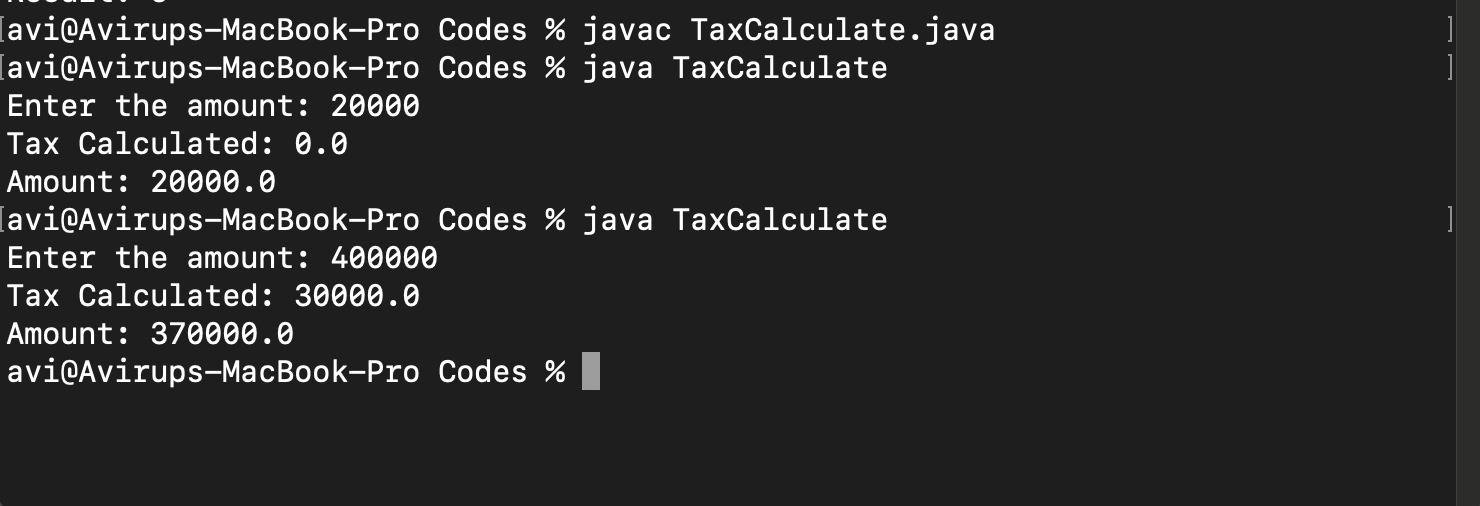 [avi@Avirups-MacBook-Pro Codes % javac TaxCalculate.java ]
[avi@Avirups-MacBook-Pro Codes % java TaxCalculate ]
Enter the amount: 20000
Tax Calculated: 0.0
Amount: 20000.0
[avi@Avirups-MacBook-Pro Codes % java TaxCalculate ]
Enter the amount: 400000
Tax Calculated: 30000.0
Amount: 370000.0
avi@Avirups-MacBook-Pro Codes %